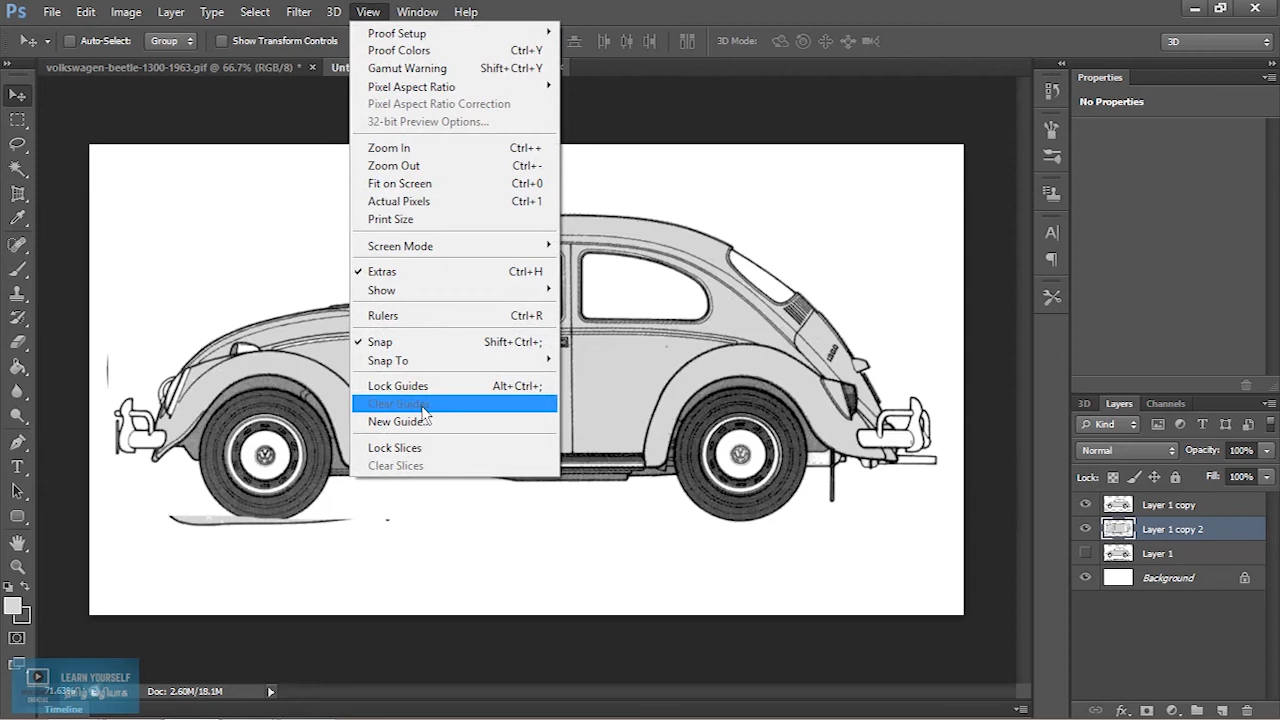 Ps File Edit Image Layer Type Select Filter 3D View Window Help
Auto-Select: Group Show Transform Controls 3D Mode: 3D
volkswagen-beetle-1300-1963.gif @ 66.7% (RGB/8) * × Unt
Proof Setup
Proof Colors Ctrl+Y
Gamut Warning Shift+Ctrl+Y
Pixel Aspect Ratio
Pixel Aspect Ratio Correction
32-bit Preview Options...
Zoom In Ctrl++
Zoom Out Ctrl+-
Fit on Screen Ctrl+0
Actual Pixels Ctrl+1
Print Size
Screen Mode
Extras Ctrl+H
Show
Rulers Ctrl+R
Snap Shift+Ctrl+;
Snap To
Lock Guides Alt+Ctrl+;
Clear Guides
New Guide...
Lock Slices
Clear Slices
1300
Properties
No Properties
3D Layers Channels
Kind
Normal Opacity: 100%
Lock: Fill: 100%
Layer 1 copy
Layer 1 copy 2
Layer 1
Background
LEARN YOURSELF
71.63% Doc: 2.60M/18.1M
Timeline